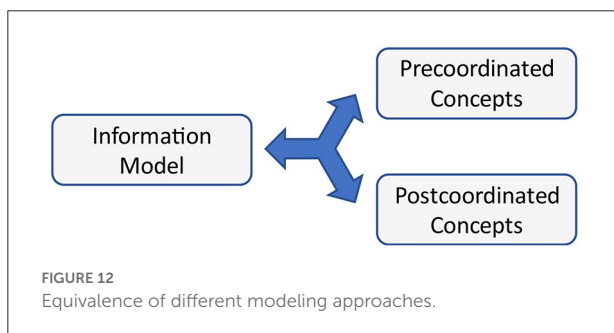 Information
Model
Precoordinated
Concepts
Postcoordinated
Concepts
FIGURE 12
Equivalence of different modeling approaches.